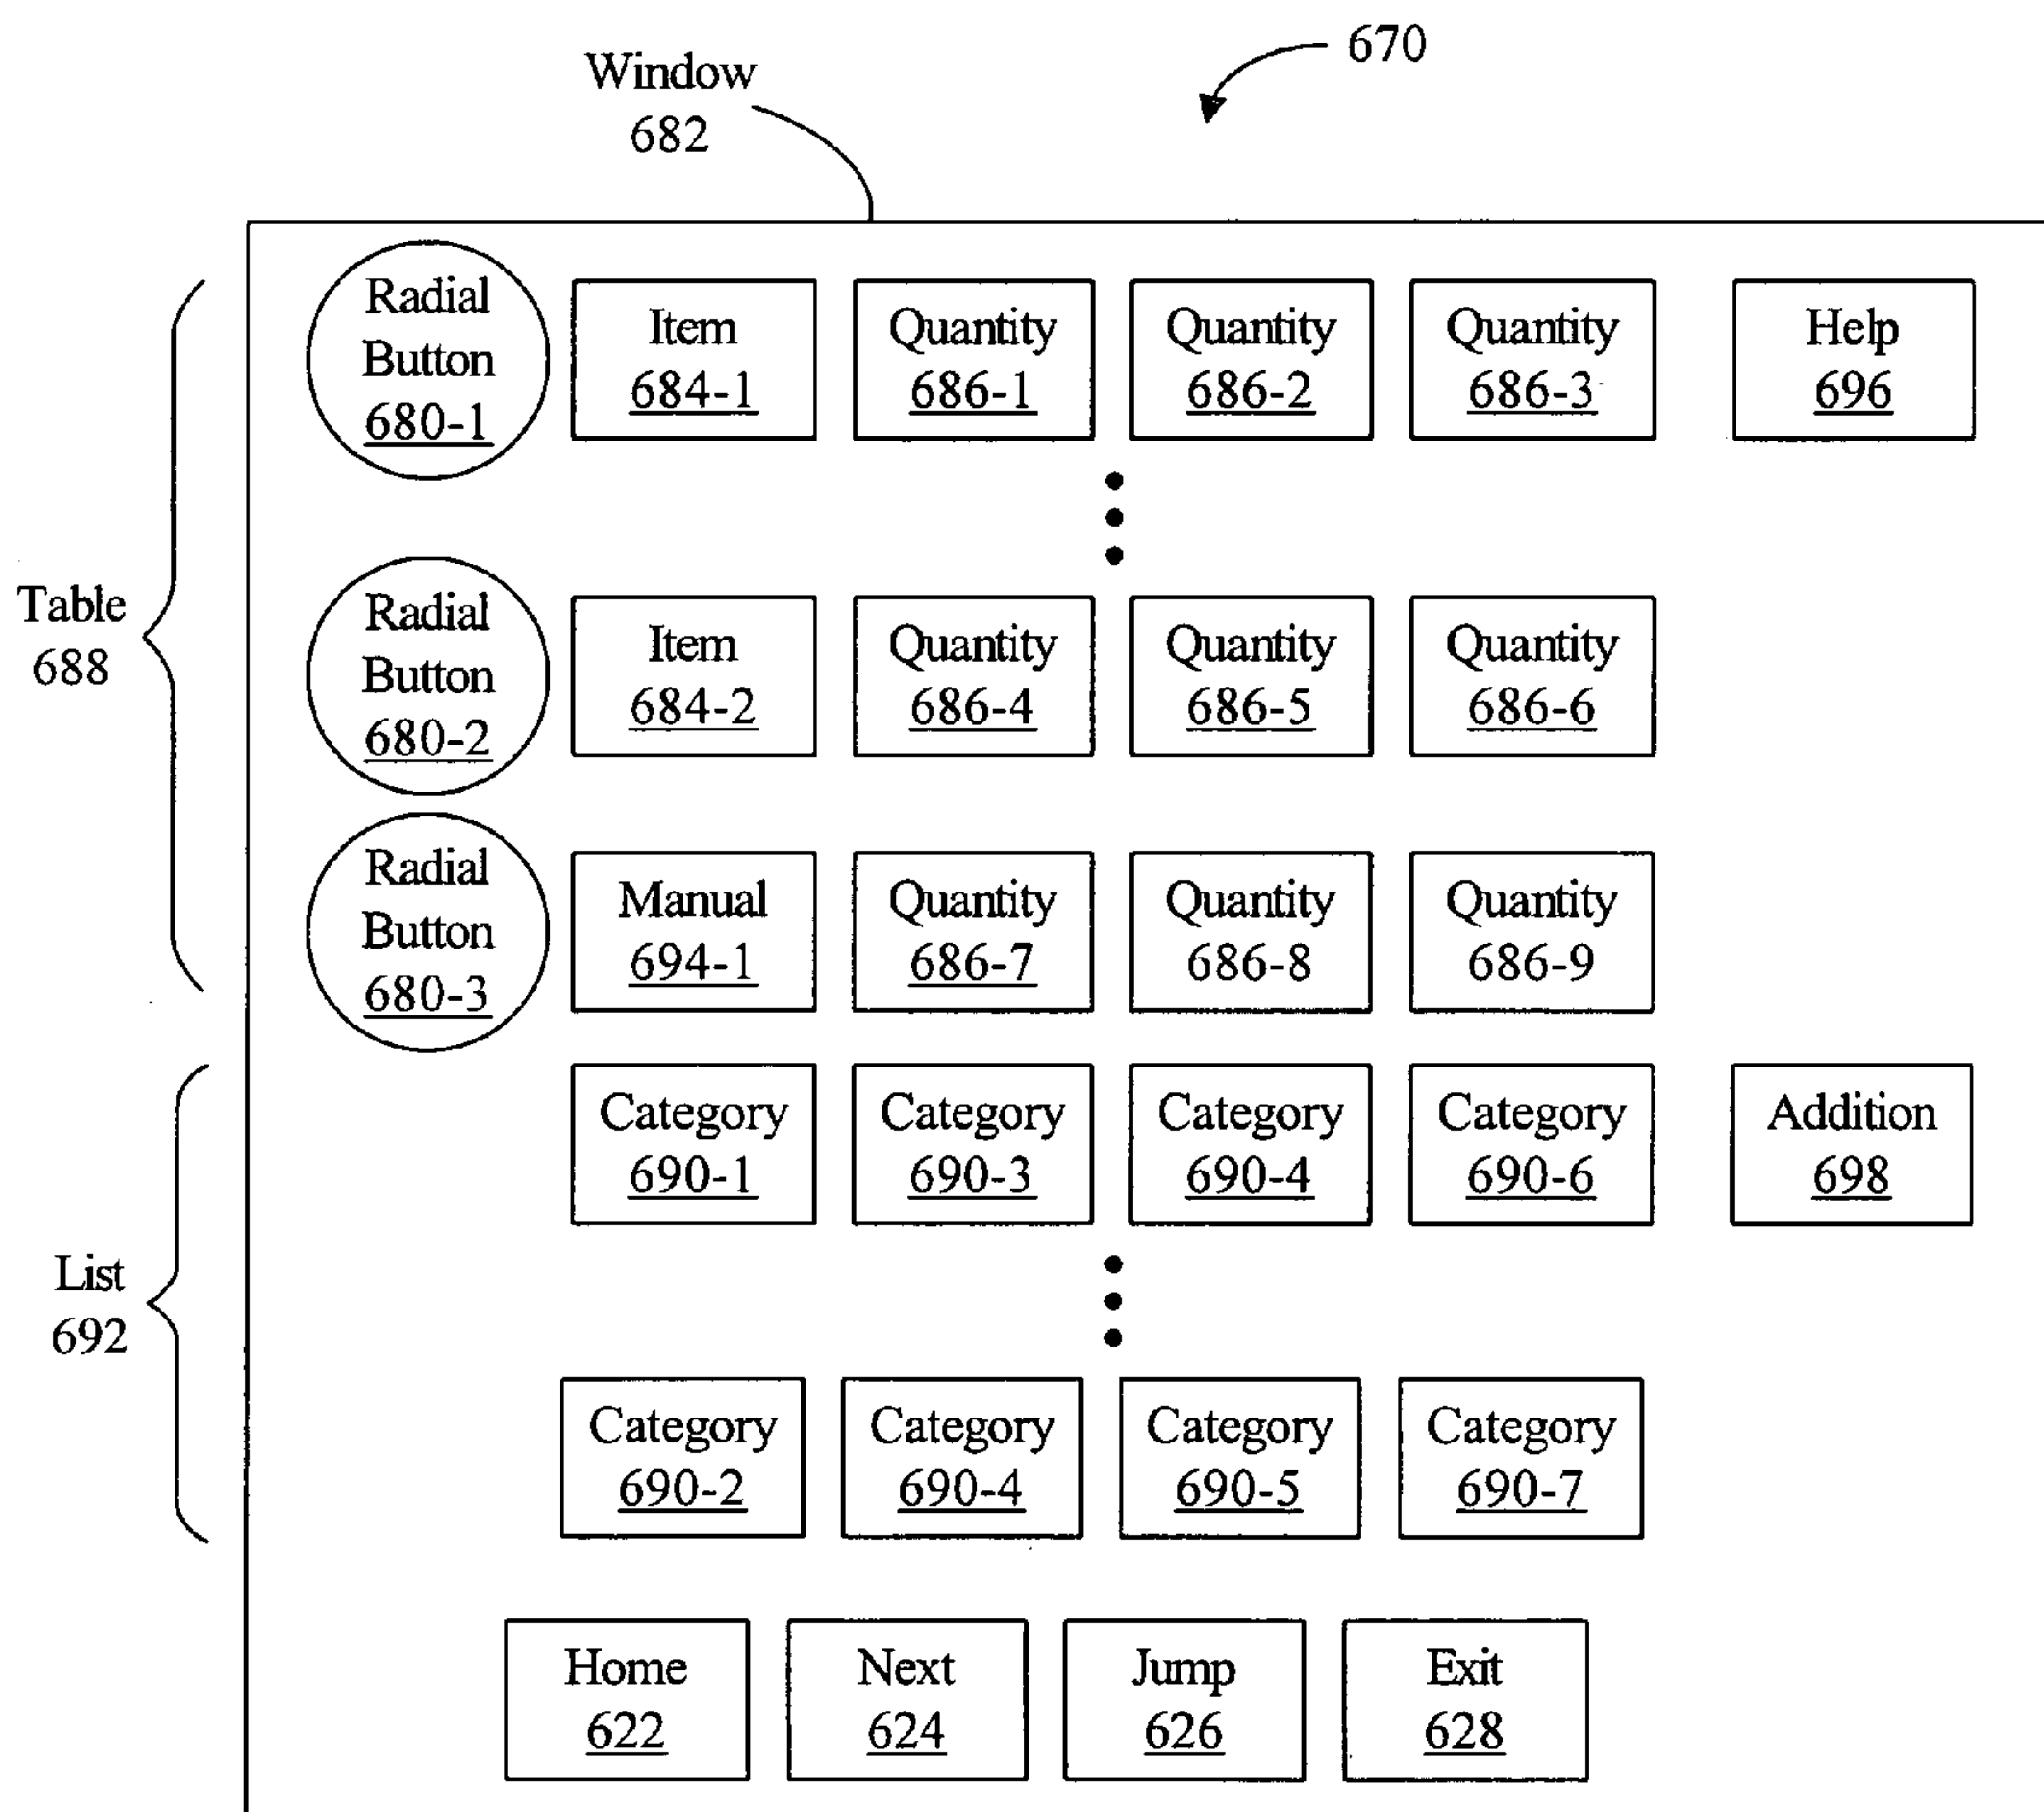 670
Window
682
Radial
Button
680-1
Item
684-1
Quantity
686-1
Quantity
686-2
Quantity
686-3
Help
696
Table
688
Radial
Button
680-2
Item
684-2
Quantity
686-4
Quantity
686-5
Quantity
686-6
Radial
Button
680-3
Manual
694-1
Quantity
686-7
Quantity
686-8
Quantity
686-9
List
692
Category
690-1
Category
690-3
Category
690-4
Category
690-6
Addition
698
Category
690-2
Category
690-4
Category
690-5
Category
690-7
Home
622
Next
624
Jump
626
Exit
628